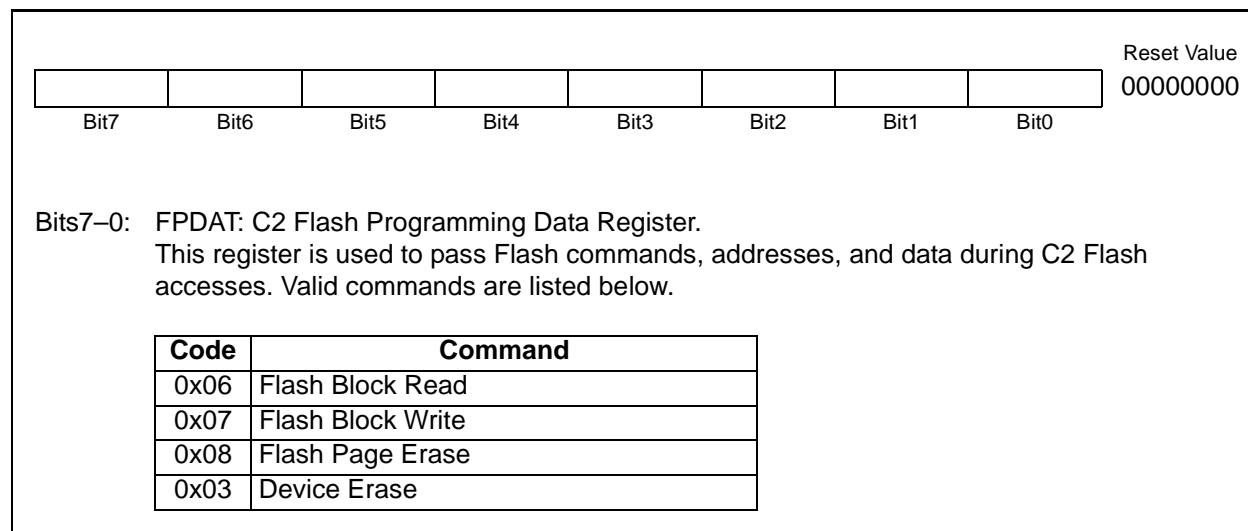 Reset Value
00000000
Bit7 Bit6 Bit5 Bit4 Bit3 Bit2 Bit1 Bit0
Bits7–0: FPDAT: C2 Flash Programming Data Register.
This register is used to pass Flash commands, addresses, and data during C2 Flash
accesses. Valid commands are listed below.
Code Command
0x06 Flash Block Read
0x07 Flash Block Write
0x08 Flash Page Erase
0x03 Device Erase